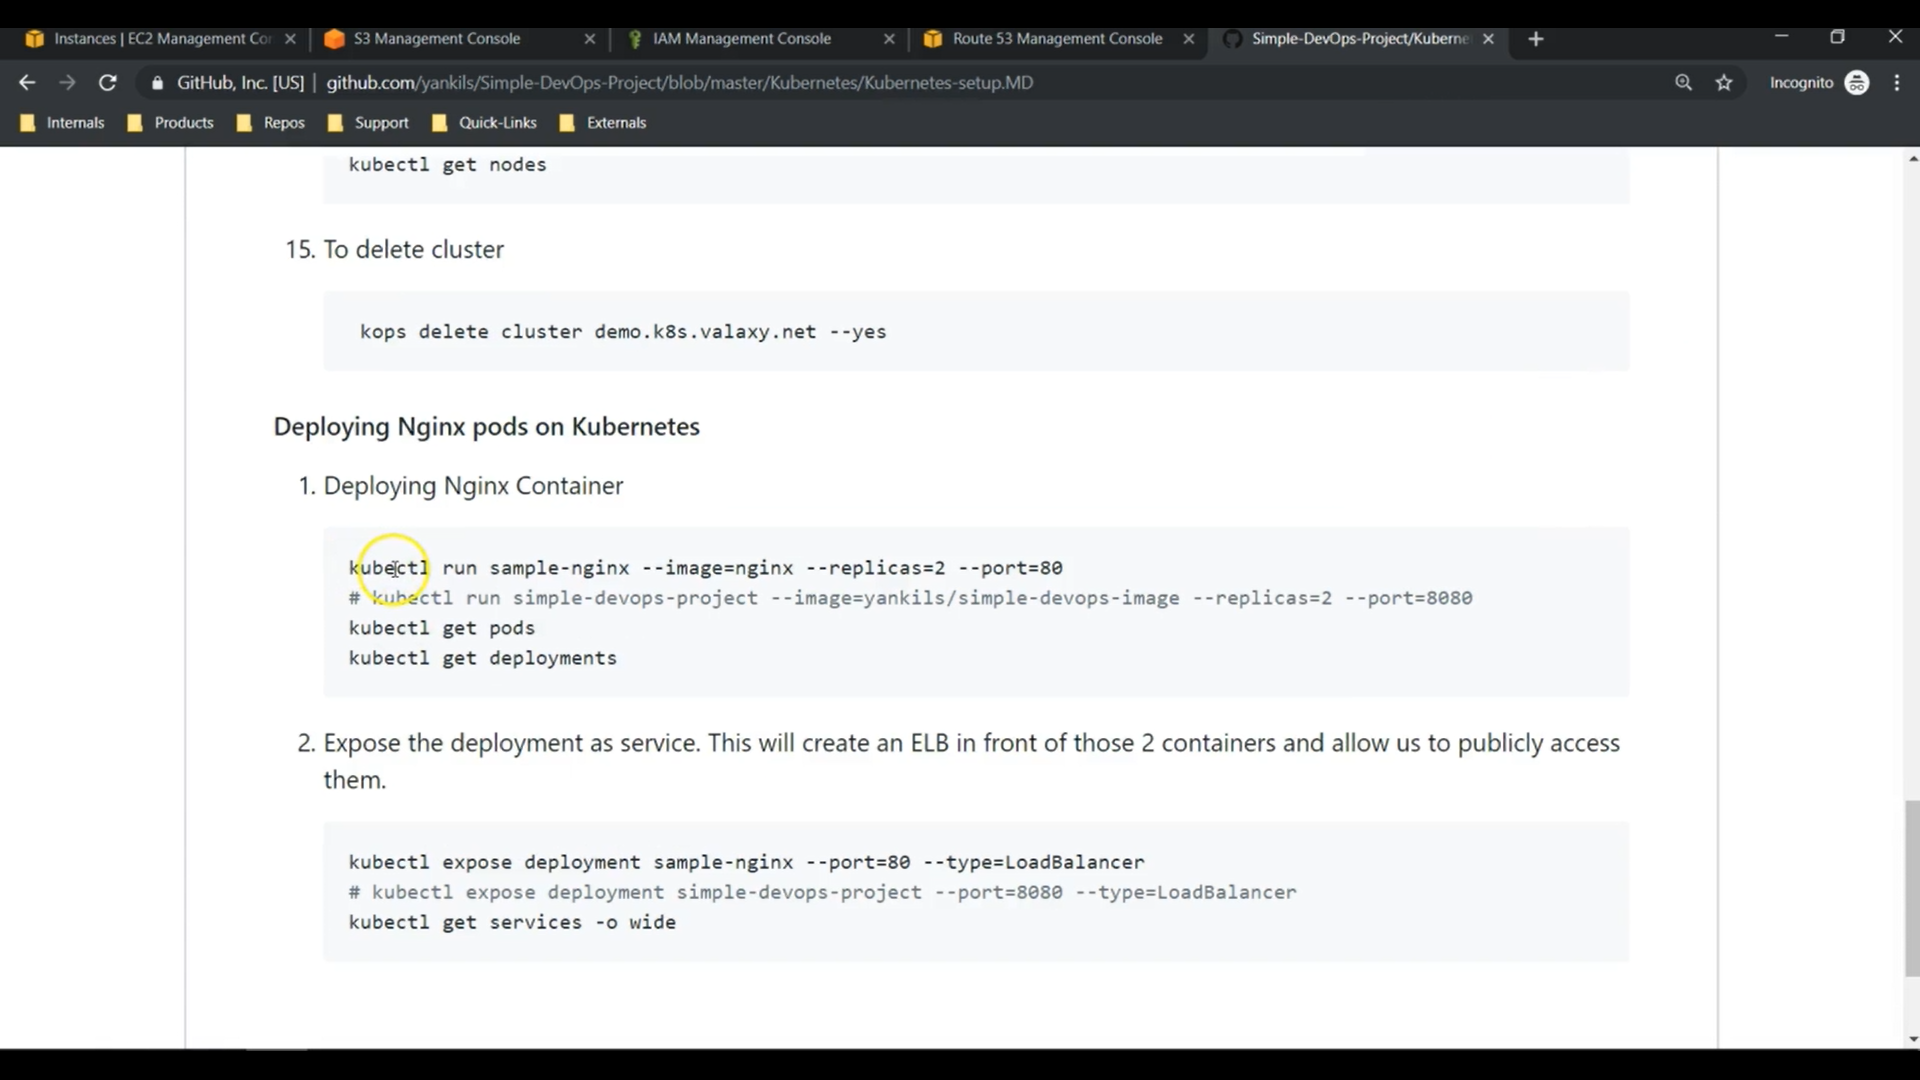 Instances | EC2 Management Co
S3 Management Console
IAM Management Console
Route 53 Management Console
Simple-DevOps-Project/Kuberne
GitHub, Inc. [US] | github.com/yankils/Simple-DevOps-Project/blob/master/Kubernetes/Kubernetes-setup.MD
Incognito
Internals Products Repos Support Quick-Links Externals
kubectl get nodes
15. To delete cluster
kops delete cluster demo.k8s.valaxy.net --yes
Deploying Nginx pods on Kubernetes
1. Deploying Nginx Container
kubectl run sample-nginx --image=nginx --replicas=2 --port=80
# kubectl run simple-devops-project --image=yankils/simple-devops-image --replicas=2 --port=8080
kubectl get pods
kubectl get deployments
2. Expose the deployment as service. This will create an ELB in front of those 2 containers and allow us to publicly access
them.
kubectl expose deployment sample-nginx --port=80 --type=LoadBalancer
# kubectl expose deployment simple-devops-project --port=8080 --type=LoadBalancer
kubectl get services -o wide